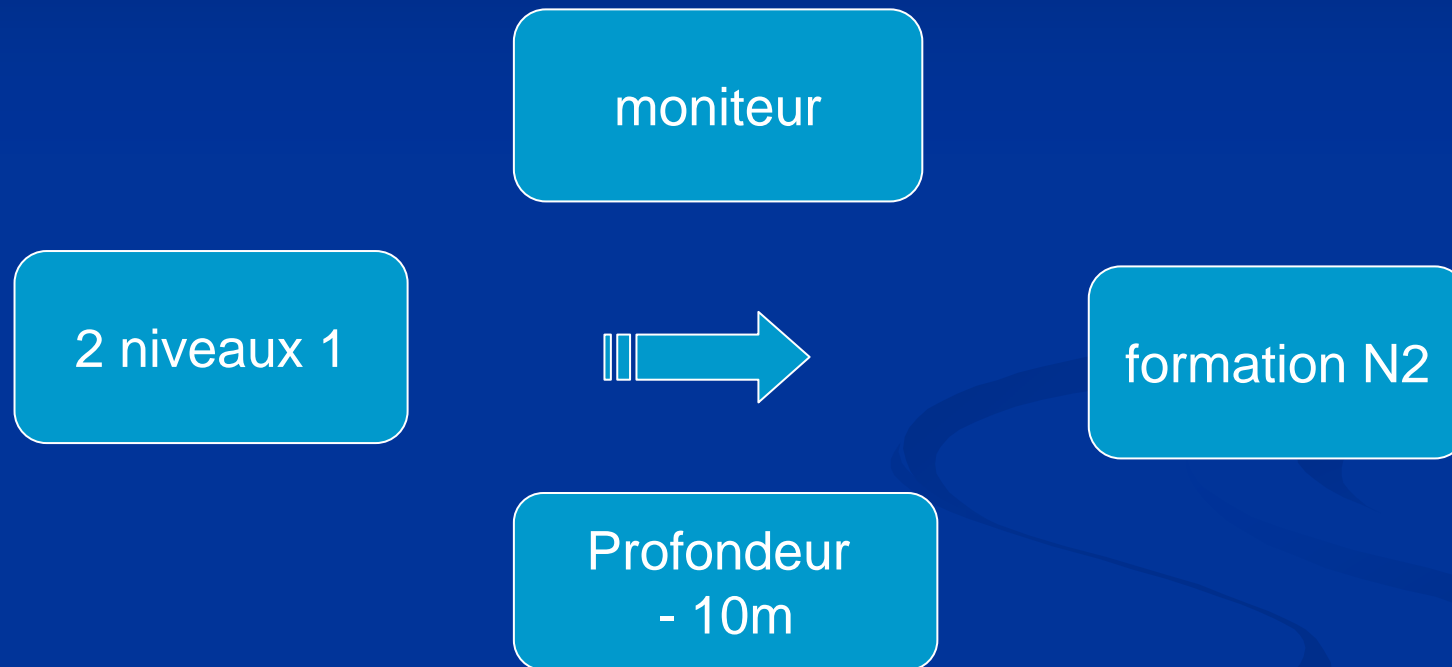 moniteur
2 niveaux 1
formation N2
Profondeur
- 10m